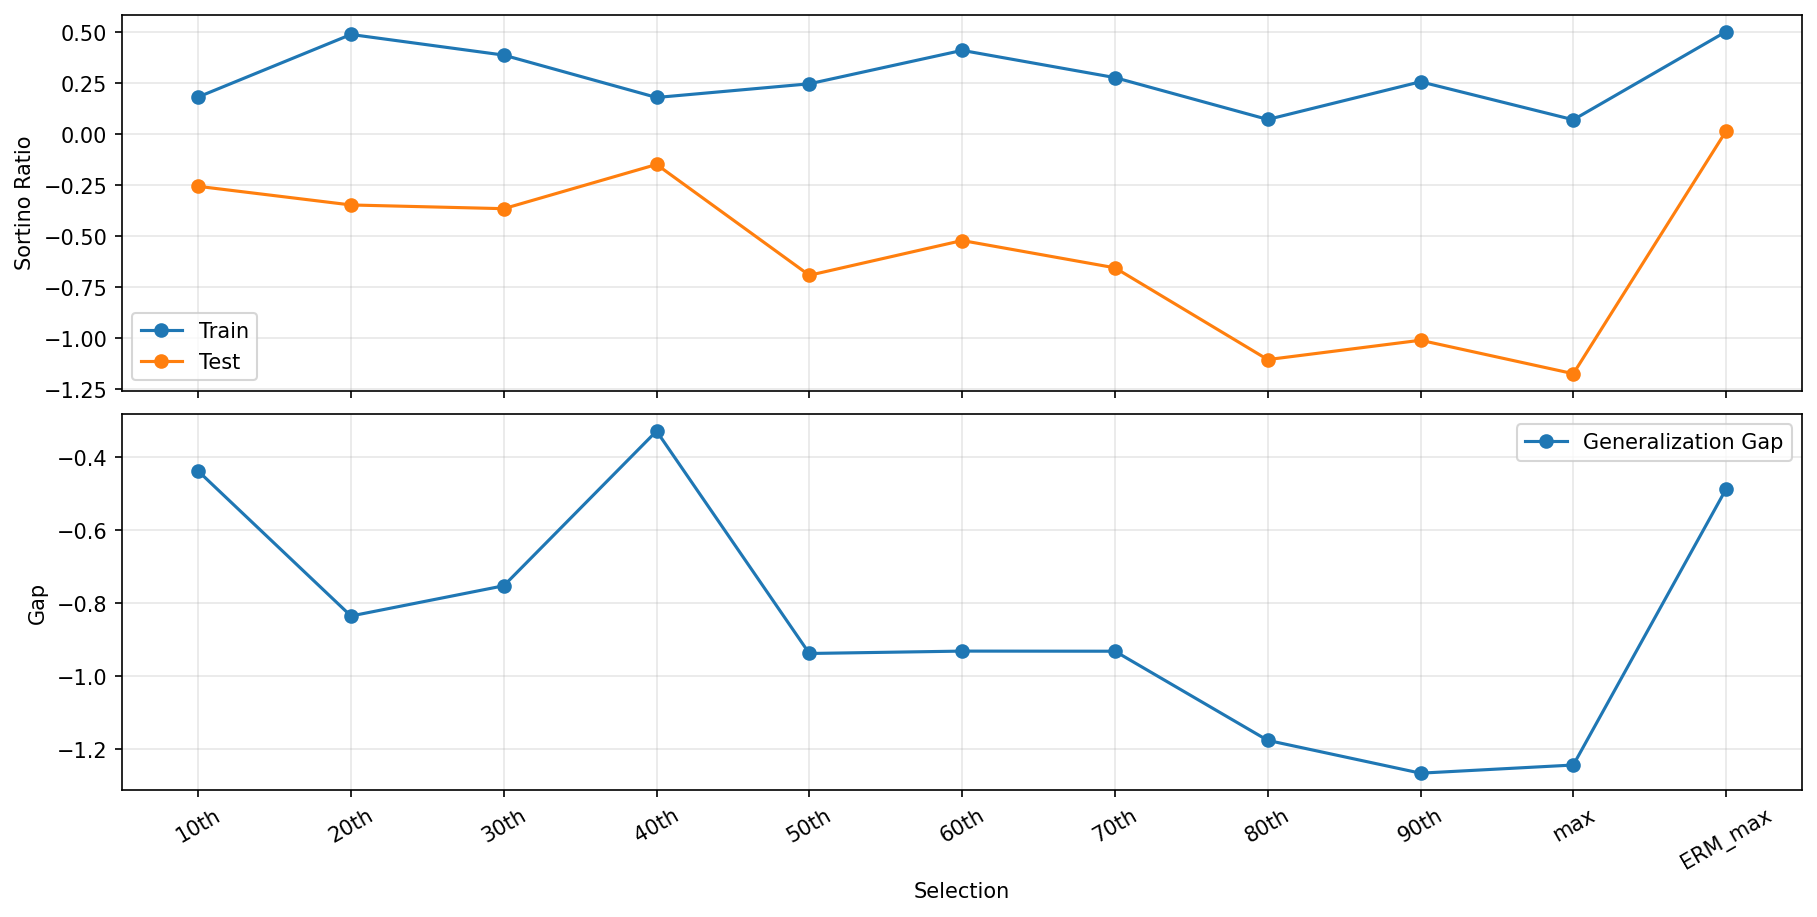 0.50
0.25
0.00
−0.25
−0.50
−0.75
−1.00
−1.25
Sortino Ratio
Train
Test
−0.4
−0.6
−0.8
−1.0
−1.2
Gap
Generalization Gap
10th 20th 30th 40th 50th 60th 70th 80th 90th max ERM_max
Selection